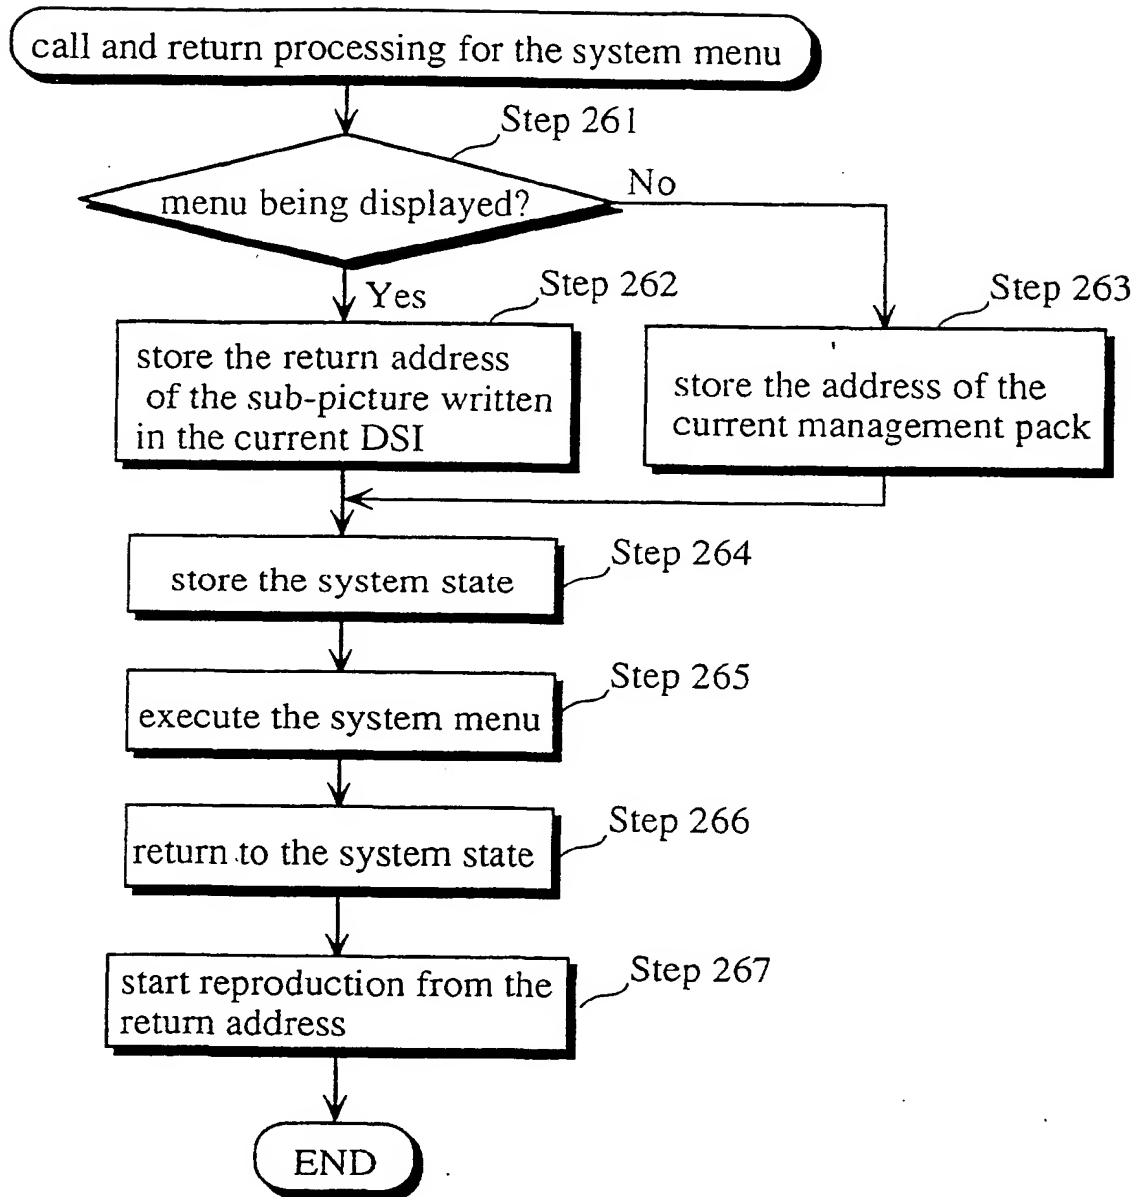 call and return processing for the system menu
Step 261
menu being displayed?
No
Yes
Step 262
Step 263
store the return address
of the sub-picture written
in the current DSI
store the address of the
current management pack
Step 264
store the system state
Step 265
execute the system menu
Step 266
return to the system state
Step 267
start reproduction from the
return address
END